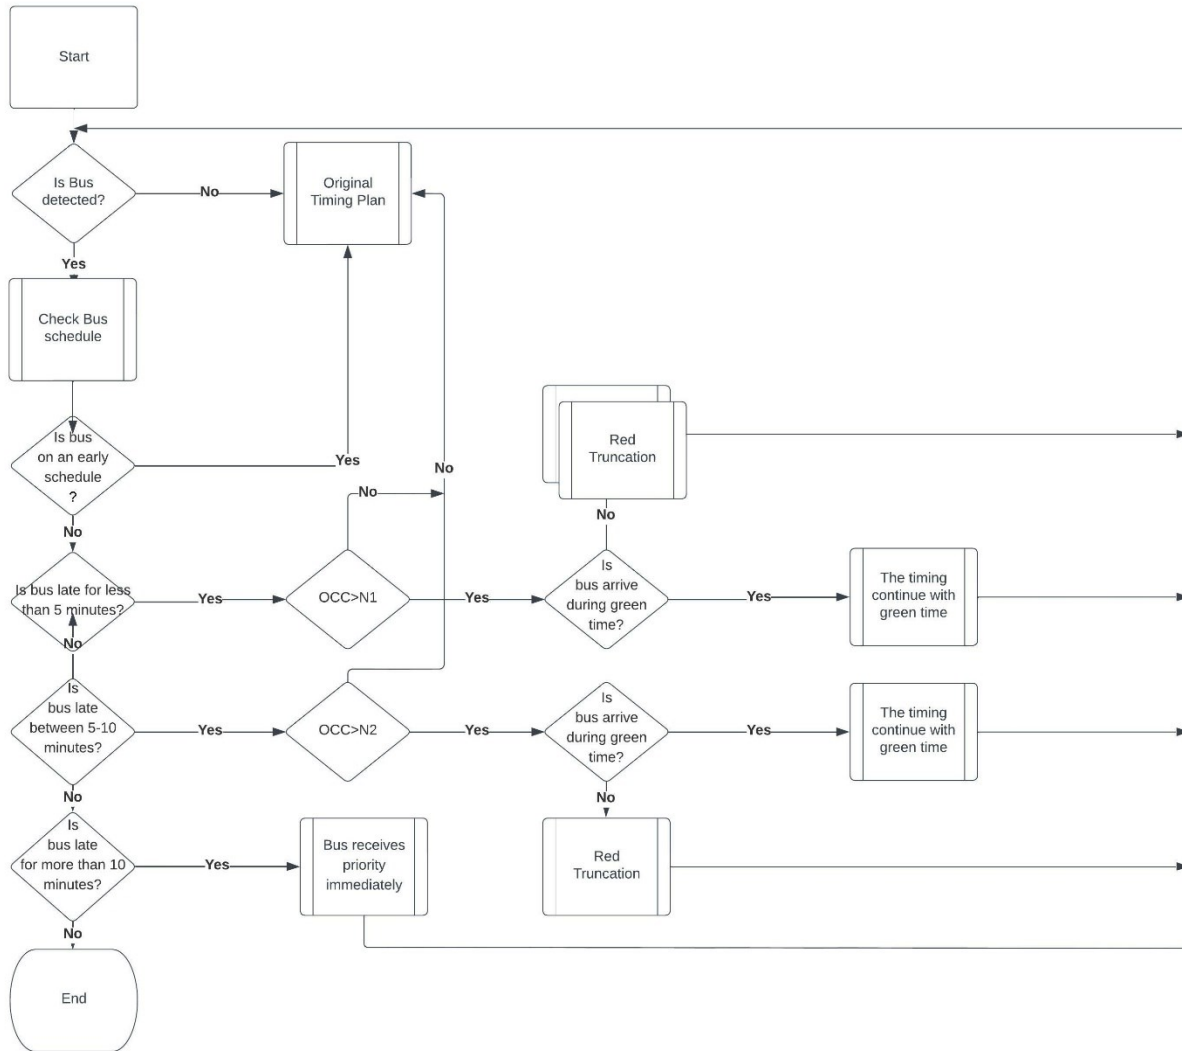 Start
Is Bus
detected?
No
Original
Timing Plan
Yes
Check Bus
schedule
Is bus
on an early
schedule
?
Yes
No
No
No
Red
Truncation
No
Is bus late for less
than 5 minutes?
Yes
OCC>N1
Yes
Is
bus arrive
during green
time?
Yes
The timing
continue with
green time
No
Is
bus late
between 5-10
minutes?
Yes
OCC>N2
Yes
Is
bus arrive
during green
time?
Yes
The timing
continue with
green time
No
No
Is
bus late
for more than 10
minutes?
Yes
Bus receives
priority
immediately
Red
Truncation
No
End